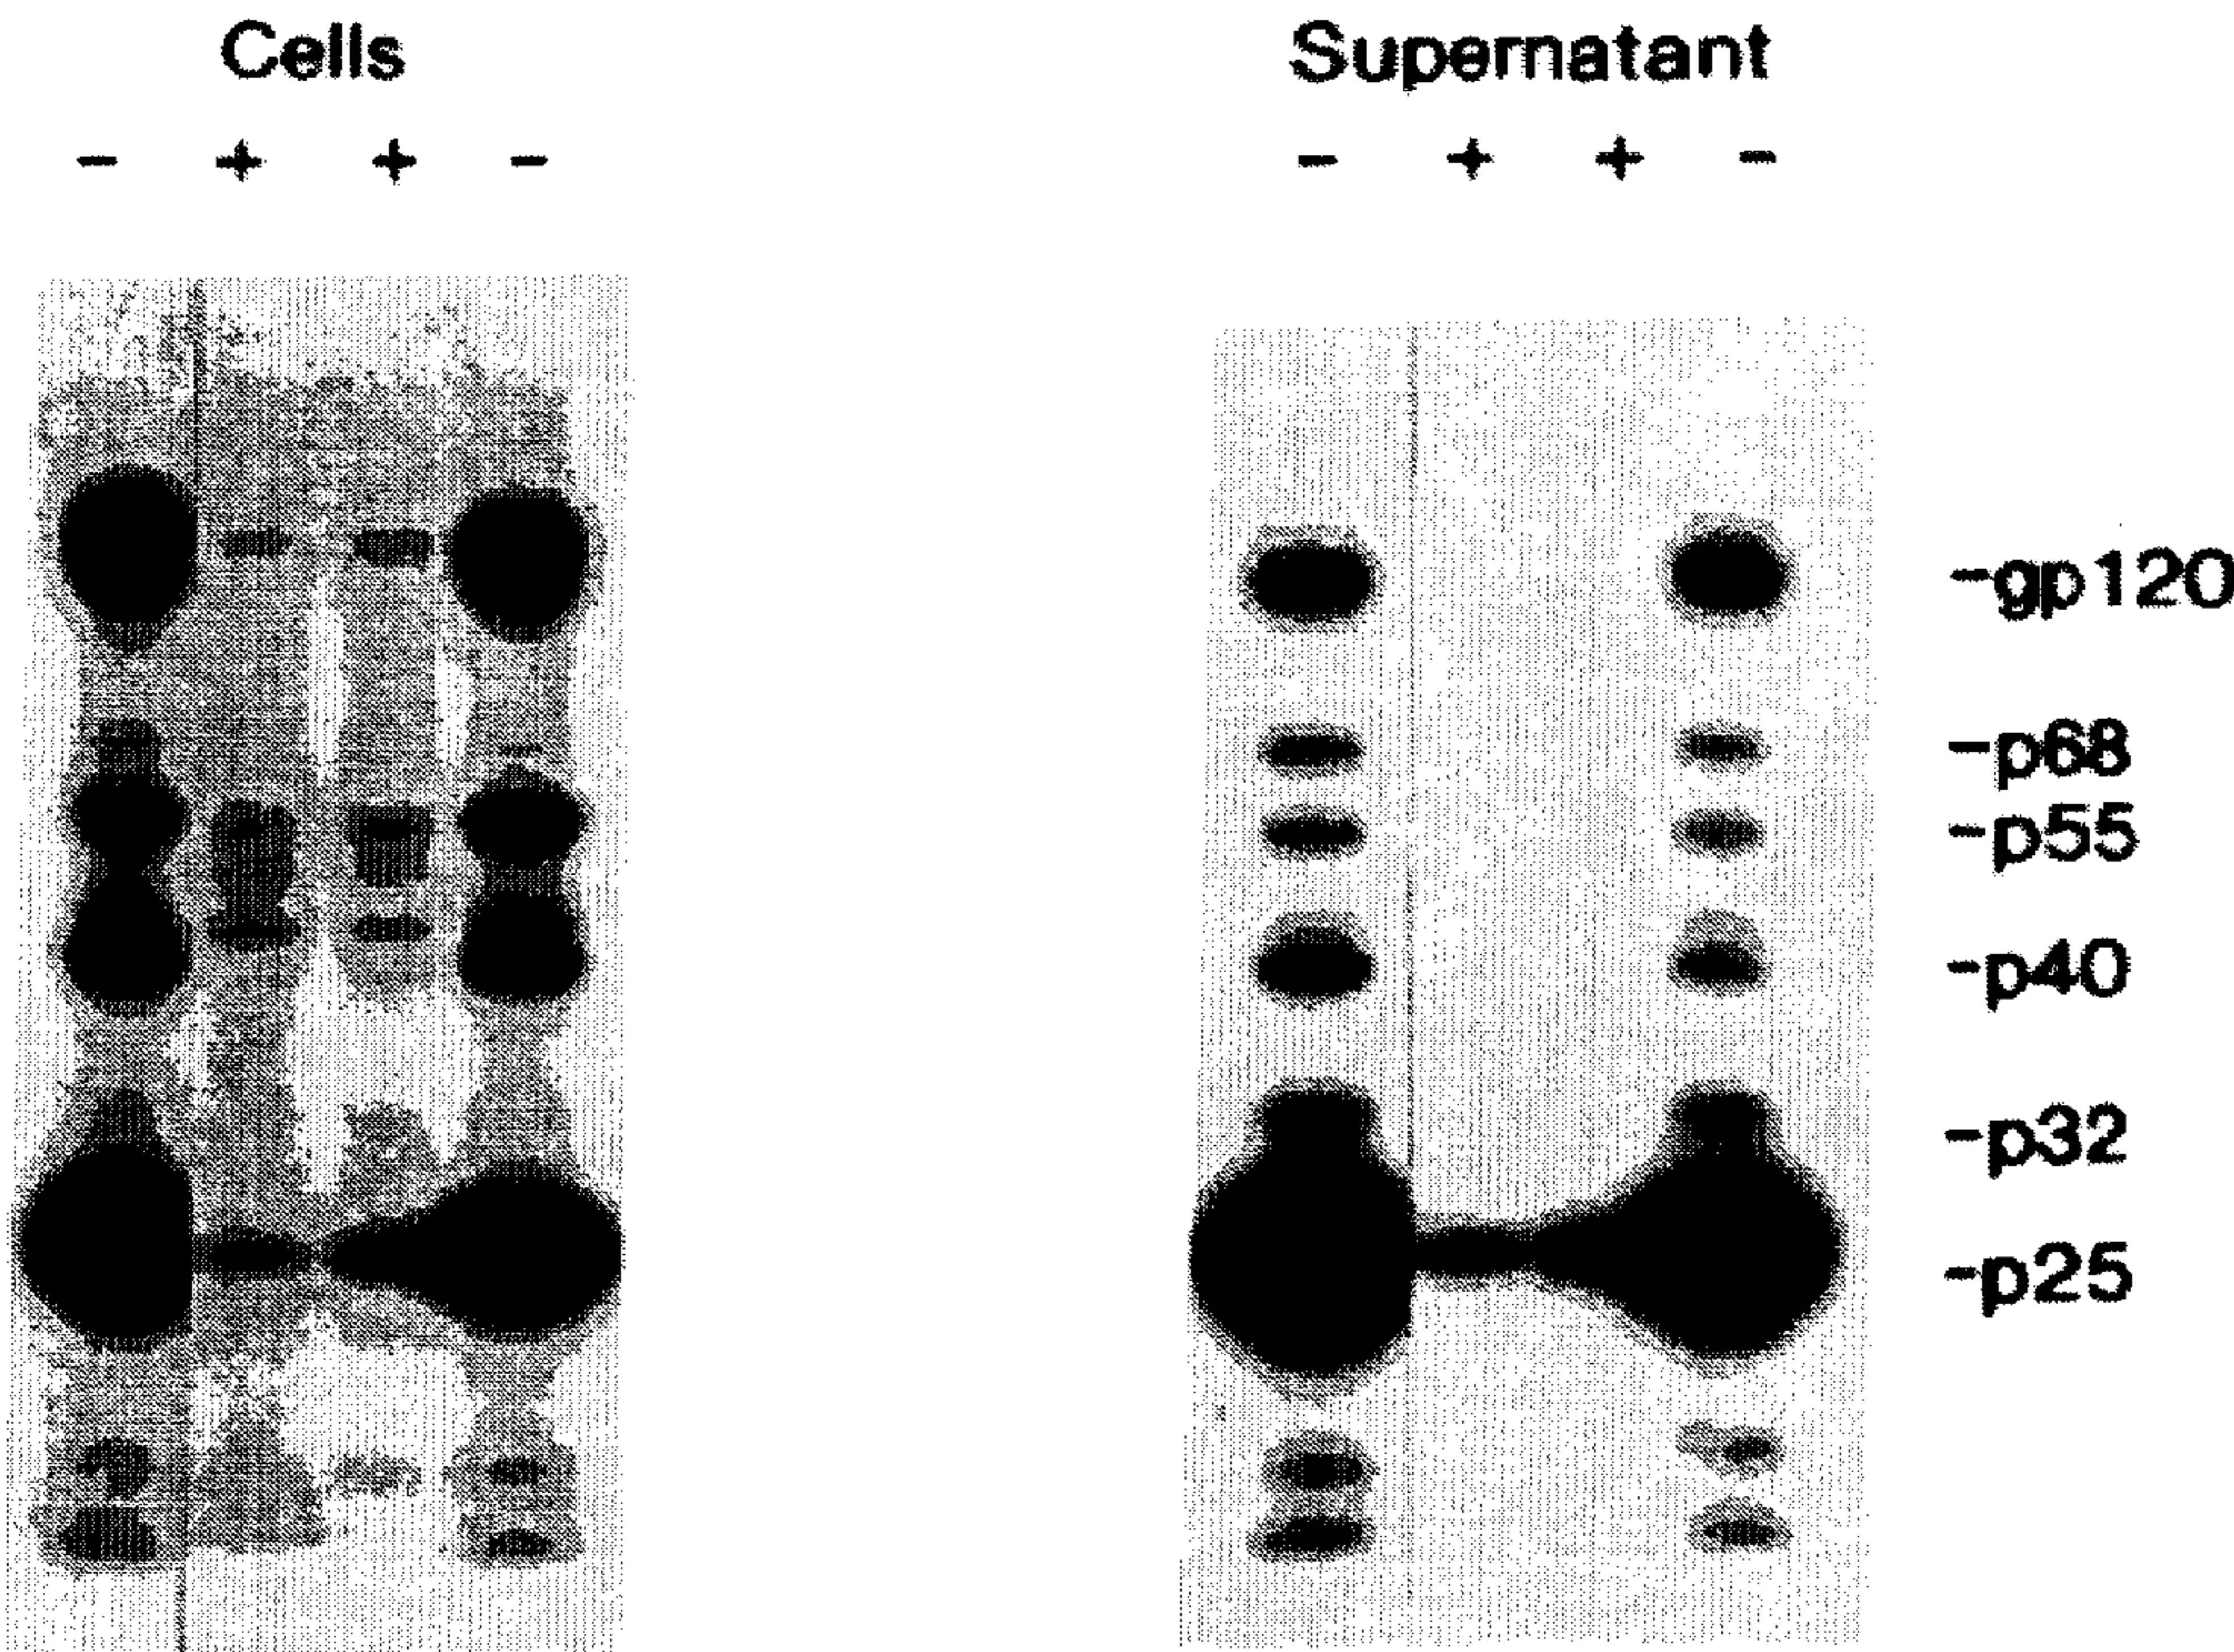 Cells Supernatant
- + + - - + + -
-gp120
-p68
-p55
-p40
-p32
-p25